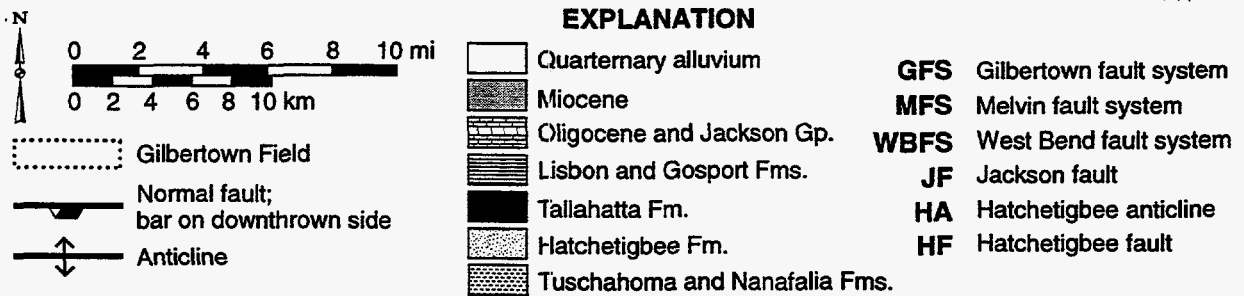 N
EXPLANATION
0 2 4 6 8 10 mi
0 2 4 6 8 10 km
Gilbertown Field
Normal fault;
bar on downthrown side
Anticline
Quarternary alluvium
Miocene
Oligocene and Jackson Gp.
Lisbon and Gosport Fms.
Tallahatta Fm.
Hatchetigbee Fm.
Tuschahoma and Nanafalia Fms.
GFS Gilbertown fault system
MFS Melvin fault system
WBFS West Bend fault system
JF Jackson fault
HA Hatchetigbee anticline
HF Hatchetigbee fault